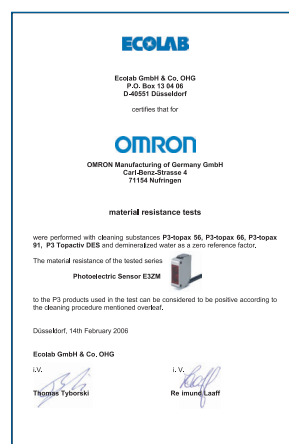 ECOLAB
Ecolab GmbH & Co. OHG
P.O. Box 13 04 06
D-40551 Düsseldorf
certifies that for
OMRON
OMRON Manufacturing of Germany GmbH
Carl-Benz-Strasse 4
71154 Nufringen
material resistance tests
were performed with cleaning substances P3-topax 56, P3-topax 66, P3-topax
91, P3 Topactiv DES and demineralized water as a zero reference factor.
The material resistance of the tested series
Photoelectric Sensor E3ZM
to the P3 products used in the test can be considered to be positive according to
the cleaning procedure mentioned overleaf.
Düsseldorf, 14th February 2006
Ecolab GmbH & Co. OHG
i.V. i. V.
Thomas Tyborski Reimund Laaff